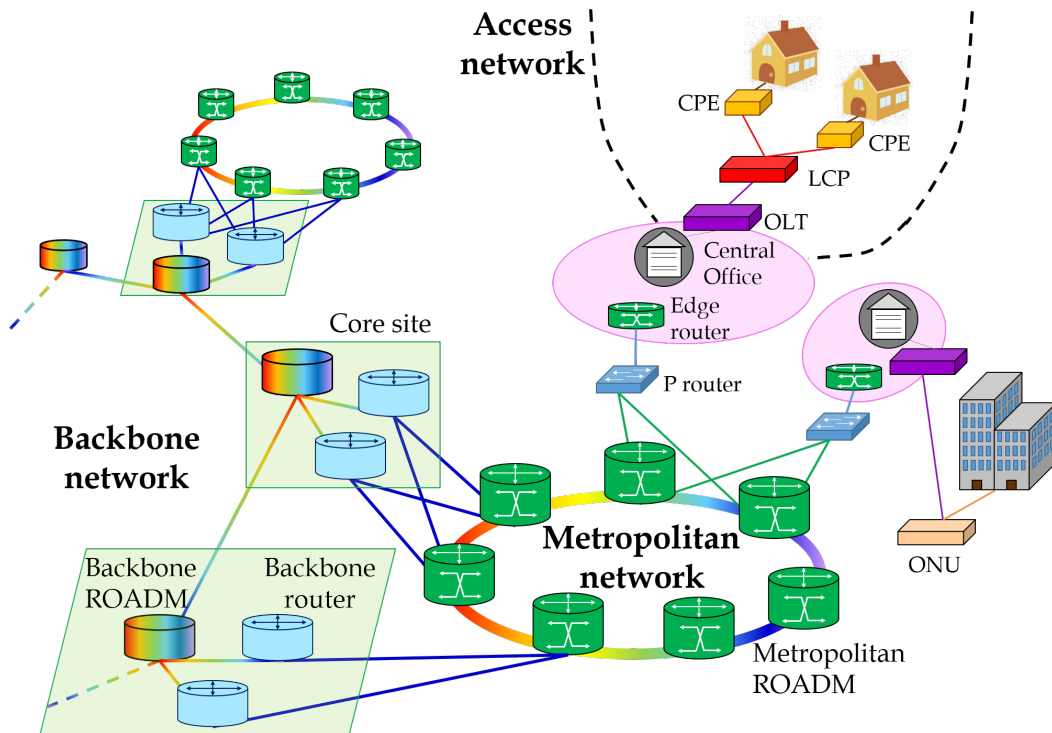 Access
network
CPE
CPE
LCP
OLT
Central
Office
Edge
router
Core site
P router
Backbone
network
Metropolitan
network
ONU
Backbone
ROADM
Backbone
router
Metropolitan
ROADM